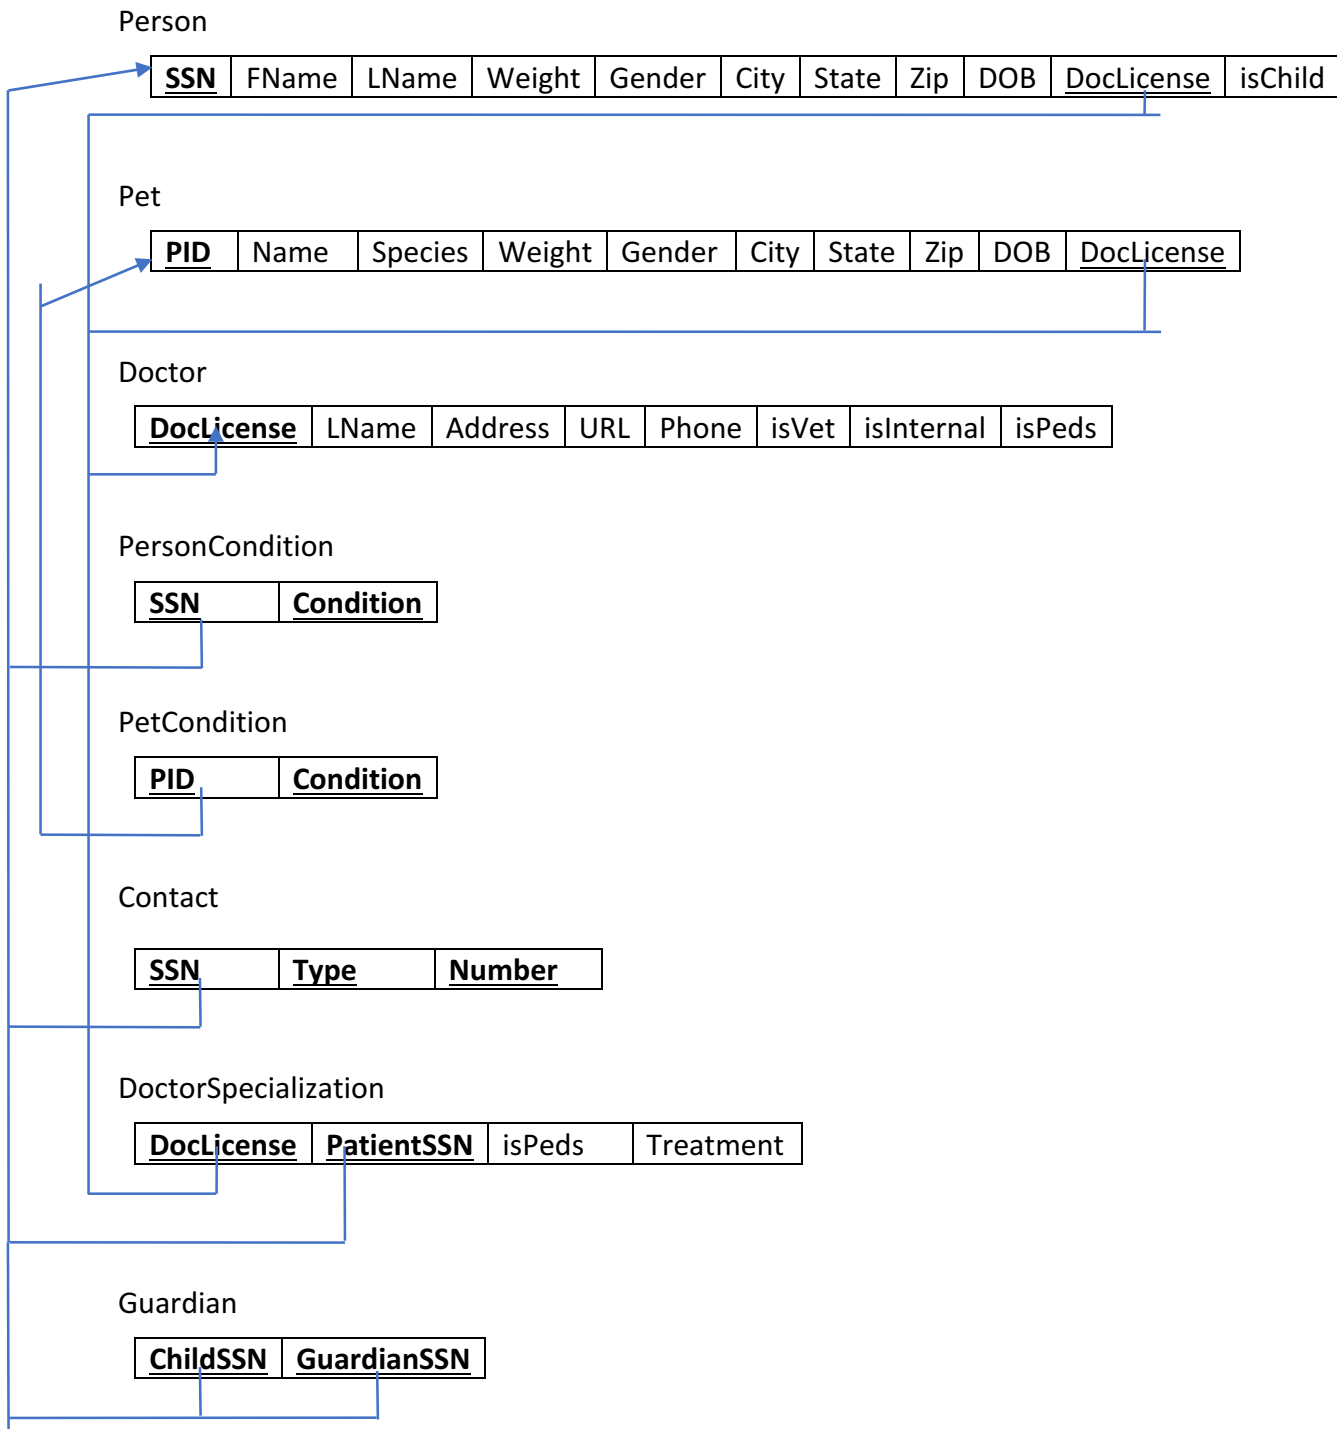 Person
SSN FName LName Weight Gender City State Zip DOB DocLicense isChild
Pet
PID Name Species Weight Gender City State Zip DOB DocLicense
Doctor
DocLicense LName Address URL Phone isVet isInternal isPeds
PersonCondition
SSN Condition
PetCondition
PID Condition
Contact
SSN Type Number
DoctorSpecialization
DocLicense PatientSSN isPeds Treatment
Guardian
ChildSSN GuardianSSN